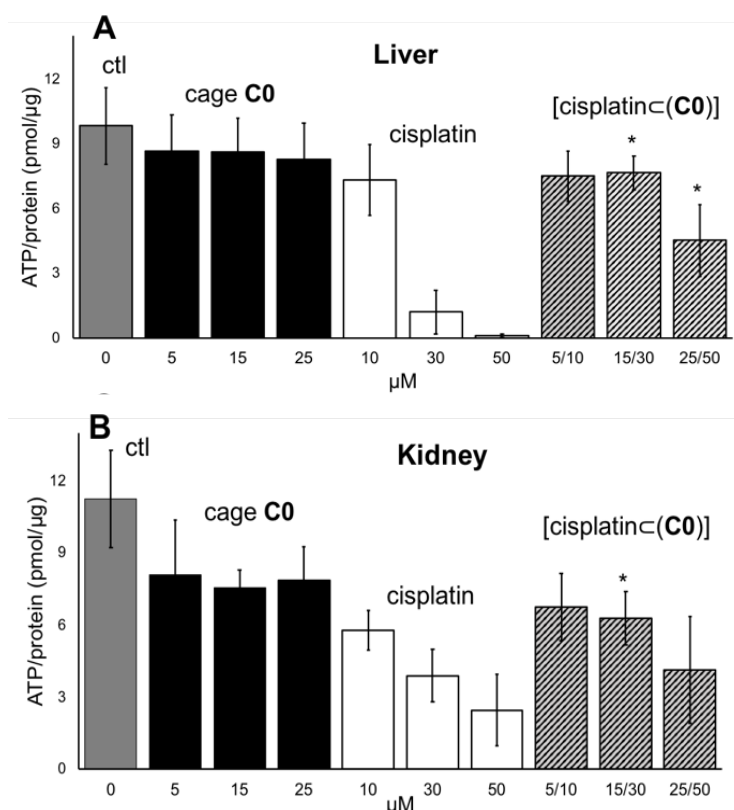 A
Liver
ctl
cage C0
cisplatin
[cisplatin⊂(C0)]
*
*
ATP/protein (pmol/µg)
12
9
6
3
0
0 5 15 25 10 30 50 5/10 15/30 25/50
µM
B
Kidney
ctl
cage C0
cisplatin
[cisplatin⊂(C0)]
*
ATP/protein (pmol/µg)
12
9
6
3
0
0 5 15 25 10 30 50 5/10 15/30 25/50
µM